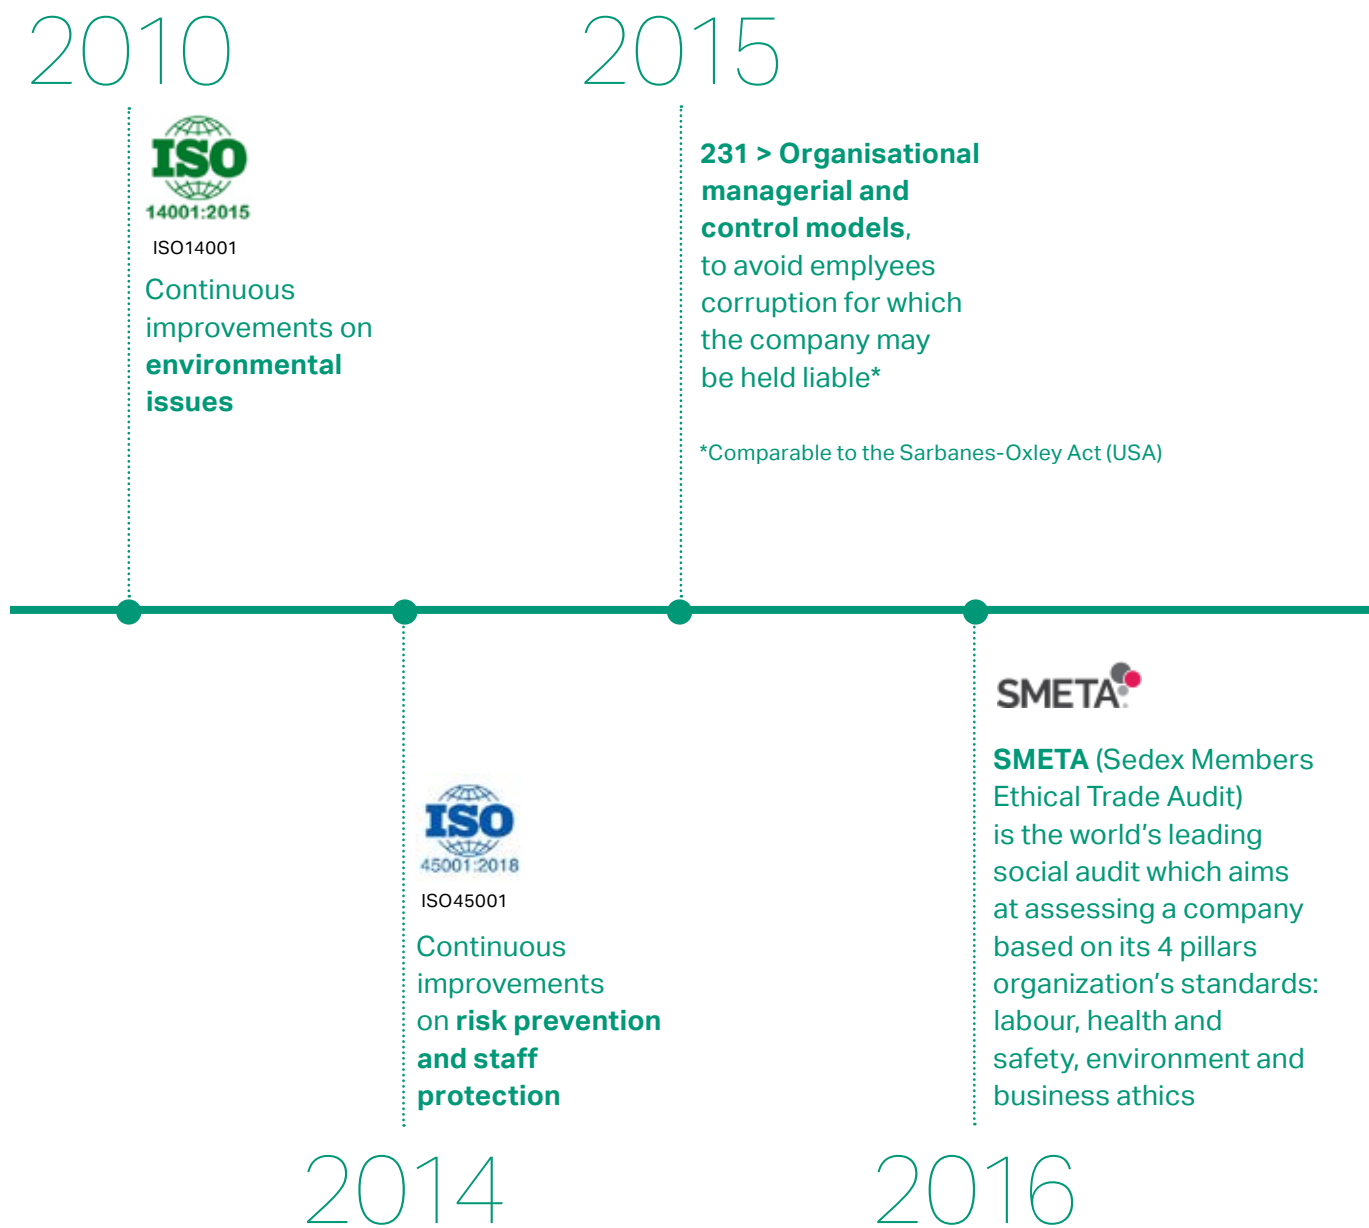 2010
ISO
14001:2015
ISO14001
Continuous
improvements on
environmental
issues
2015
231 > Organisational
managerial and
control models,
to avoid emplyees
corruption for which
the company may
be held liable*
*Comparable to the Sarbanes-Oxley Act (USA)
ISO
45001:2018
ISO45001
Continuous
improvements
on risk prevention
and staff
protection
2014
SMETA
SMETA (Sedex Members
Ethical Trade Audit)
is the world's leading
social audit which aims
at assessing a company
based on its 4 pillars
organization's standards:
labour, health and
safety, environment and
business athics
2016